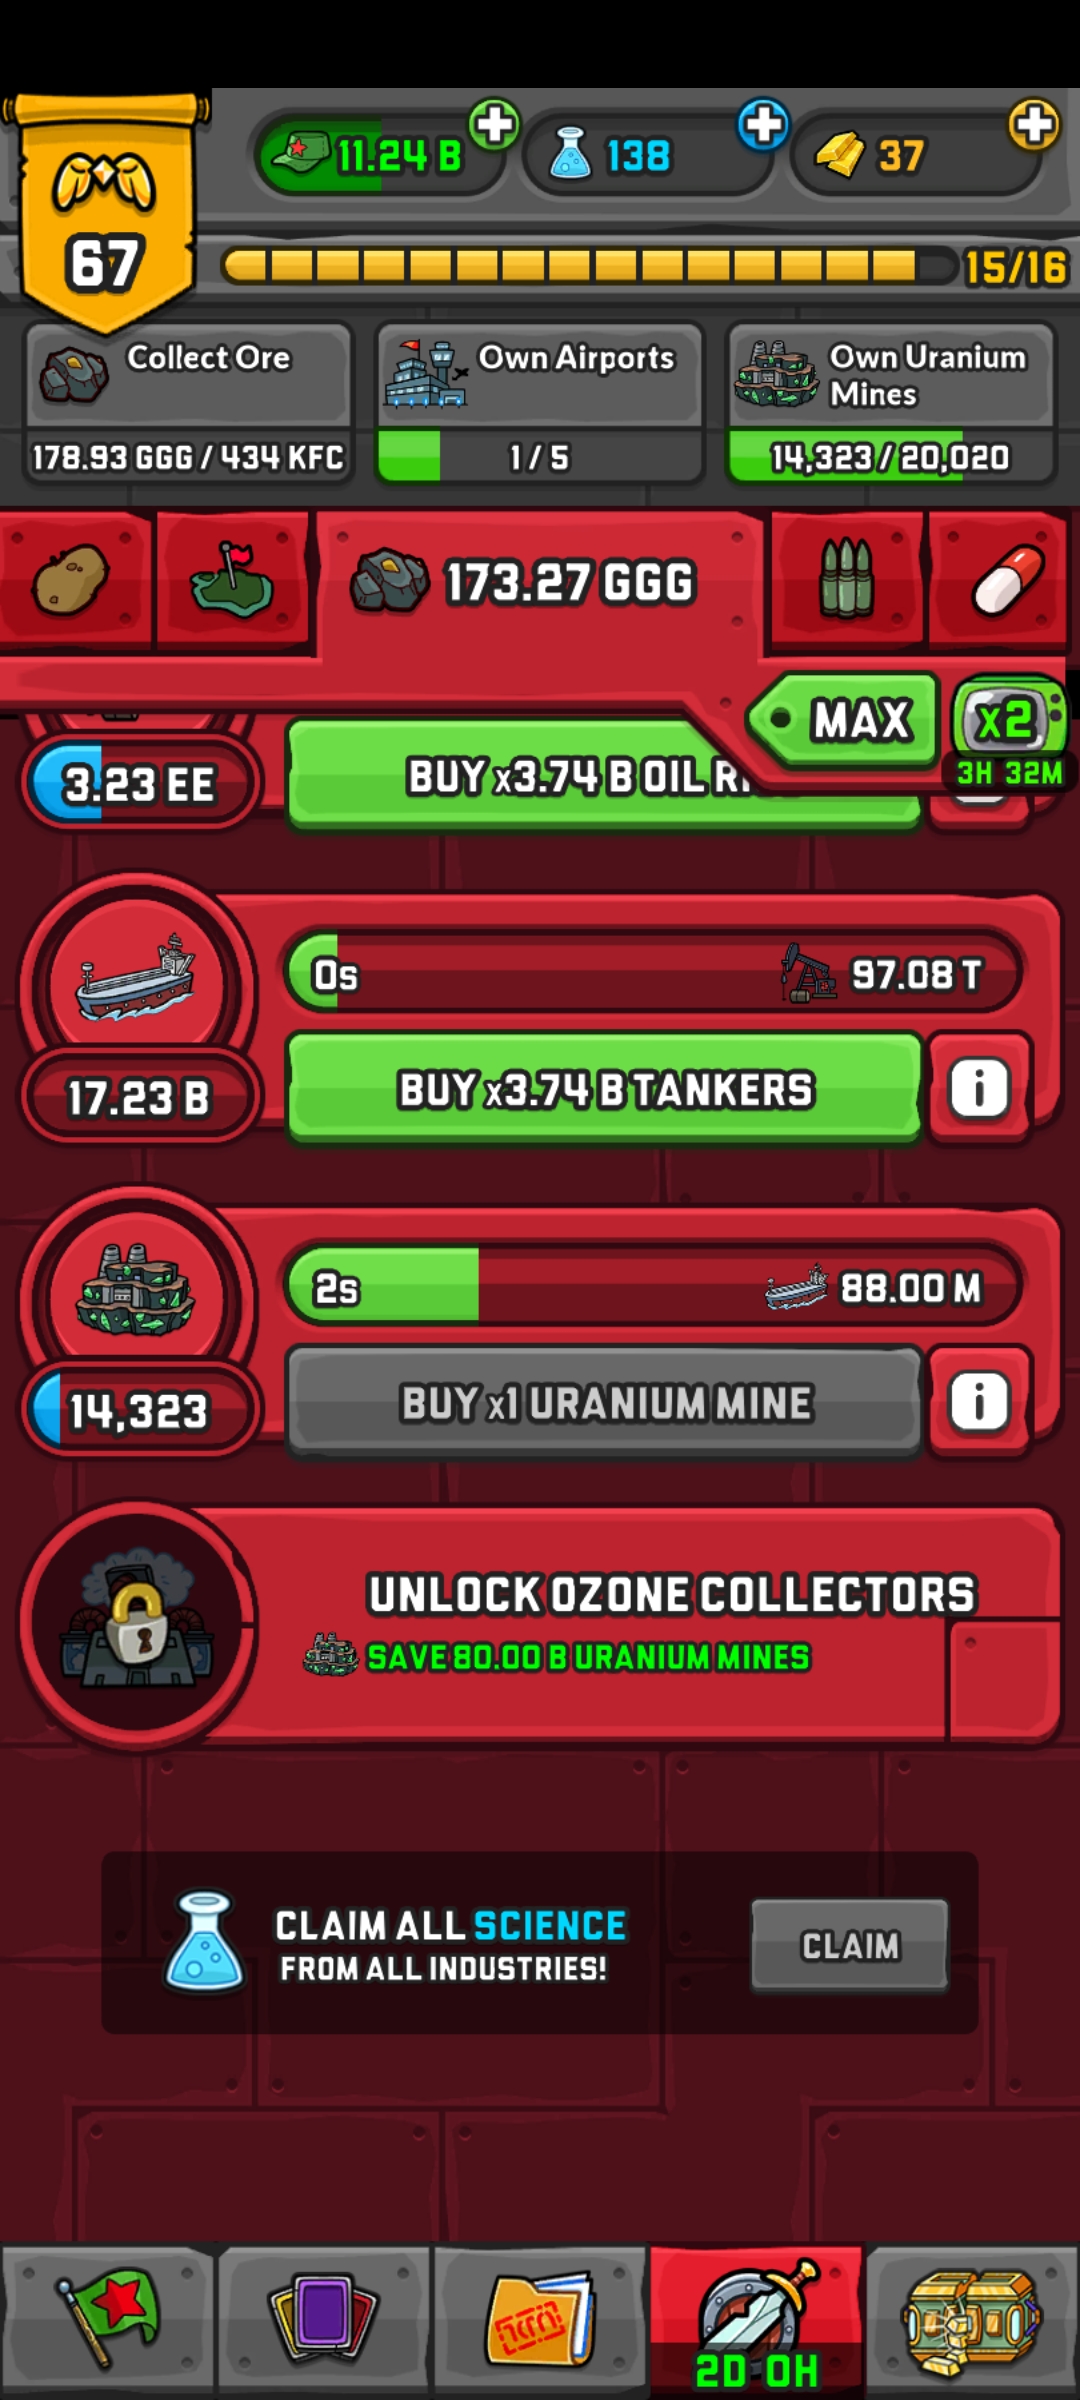 11.24 B
138
37
67
15/16
Collect Ore
178.93 GGG / 434 KFC
Own Airports
1 / 5
Own Uranium
Mines
14,323 / 20,020
173.27 GGG
MAX
x2
3H 32M
3.23 EE
BUY x3.74 B OIL
0s
97.08 T
17.23 B
BUY x3.74 B TANKERS
i
2s
88.00 M
14,323
BUY x1 URANIUM MINE
i
UNLOCK OZONE COLLECTORS
SAVE 80.00 B URANIUM MINES
CLAIM ALL SCIENCE
FROM ALL INDUSTRIES!
CLAIM
2D 0H